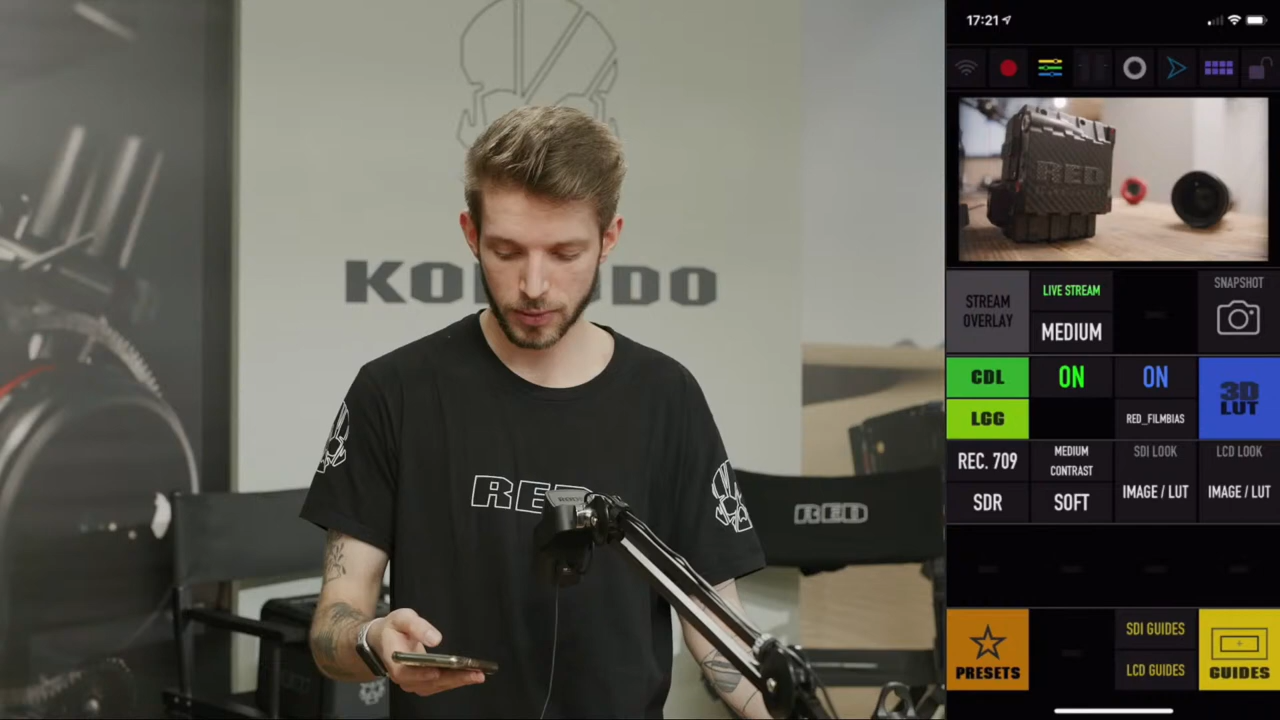 KOMODO
RED
RED
17:21
RED
STREAM
OVERLAY
LIVE STREAM
MEDIUM
SNAPSHOT
CDL
ON
ON
3D
LUT
LGG
RED_FILMBIAS
REC. 709
MEDIUM
CONTRAST
SDI LOOK
LCD LOOK
SDR
SOFT
IMAGE / LUT
IMAGE / LUT
PRESETS
SDI GUIDES
LCD GUIDES
GUIDES